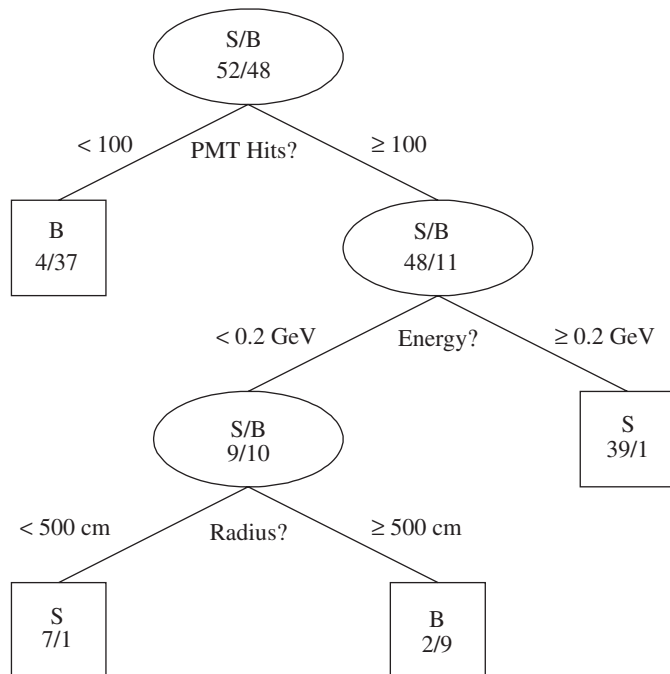 S/B
52/48
< 100
PMT Hits?
≥ 100
B
4/37
S/B
48/11
< 0.2 GeV
Energy?
≥ 0.2 GeV
S/B
9/10
S
39/1
< 500 cm
Radius?
≥ 500 cm
S
7/1
B
2/9